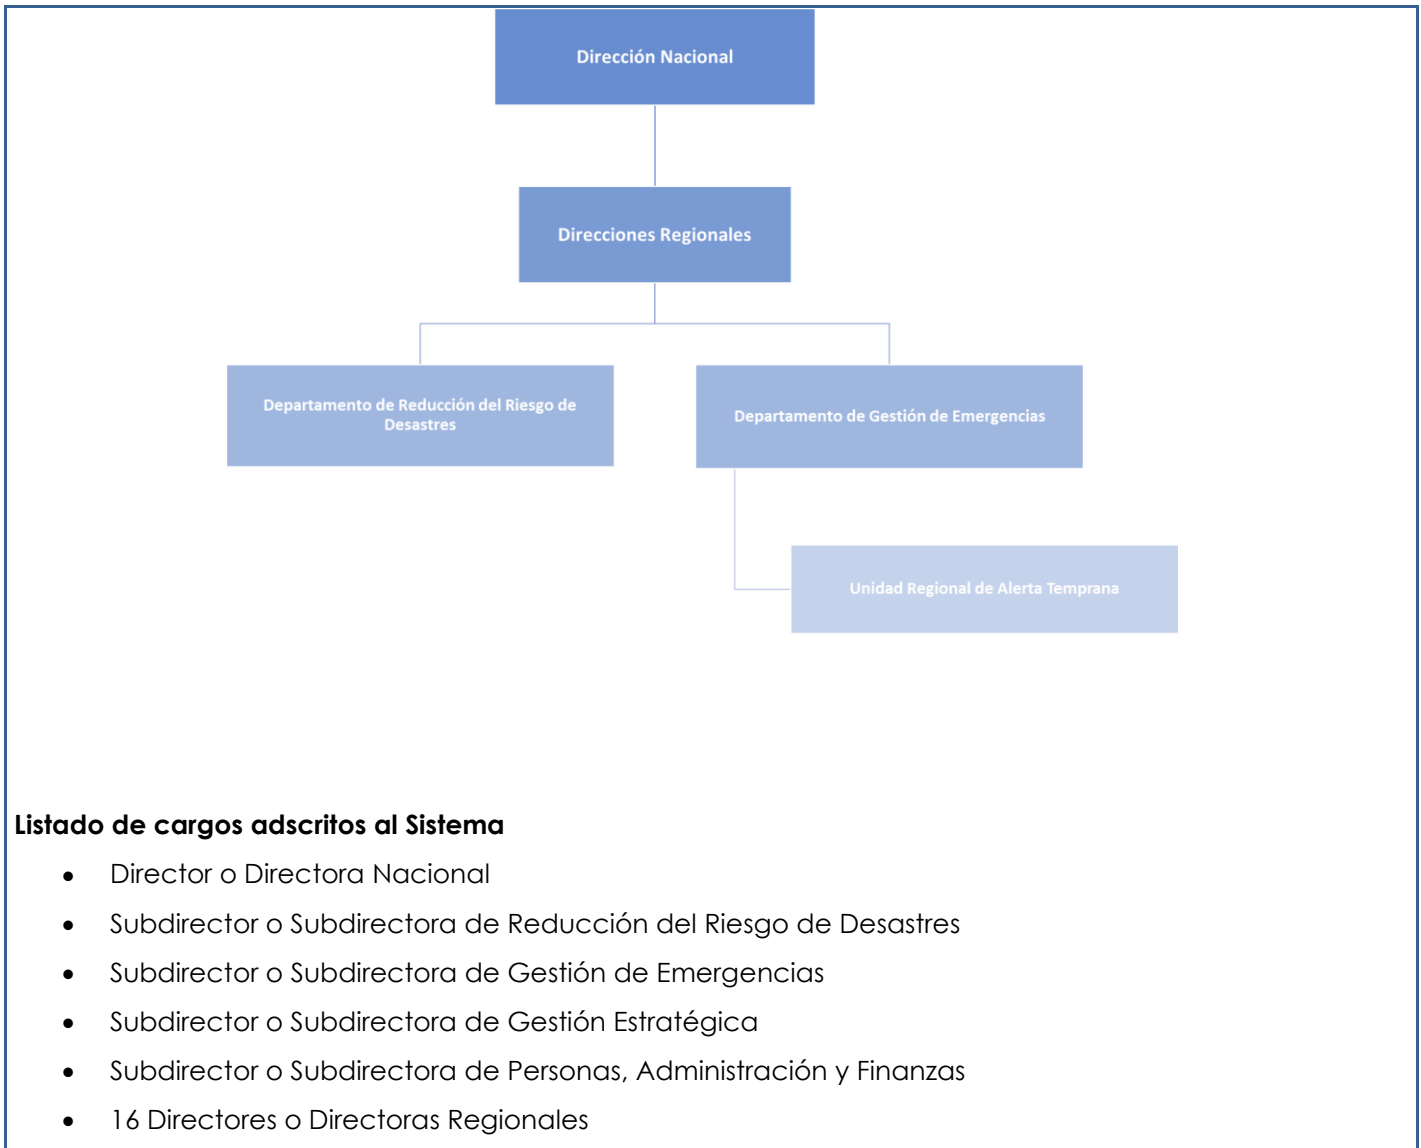 Dirección Nacional
Direcciones Regionales
Departamento de Reducción del Riesgo de
Desastres
Departamento de Gestión de Emergencias
Unidad Regional de Alerta Temprana
Listado de cargos adscritos al Sistema
• Director o Directora Nacional
• Subdirector o Subdirectora de Reducción del Riesgo de Desastres
• Subdirector o Subdirectora de Gestión de Emergencias
• Subdirector o Subdirectora de Gestión Estratégica
• Subdirector o Subdirectora de Personas, Administración y Finanzas
• 16 Directores o Directoras Regionales